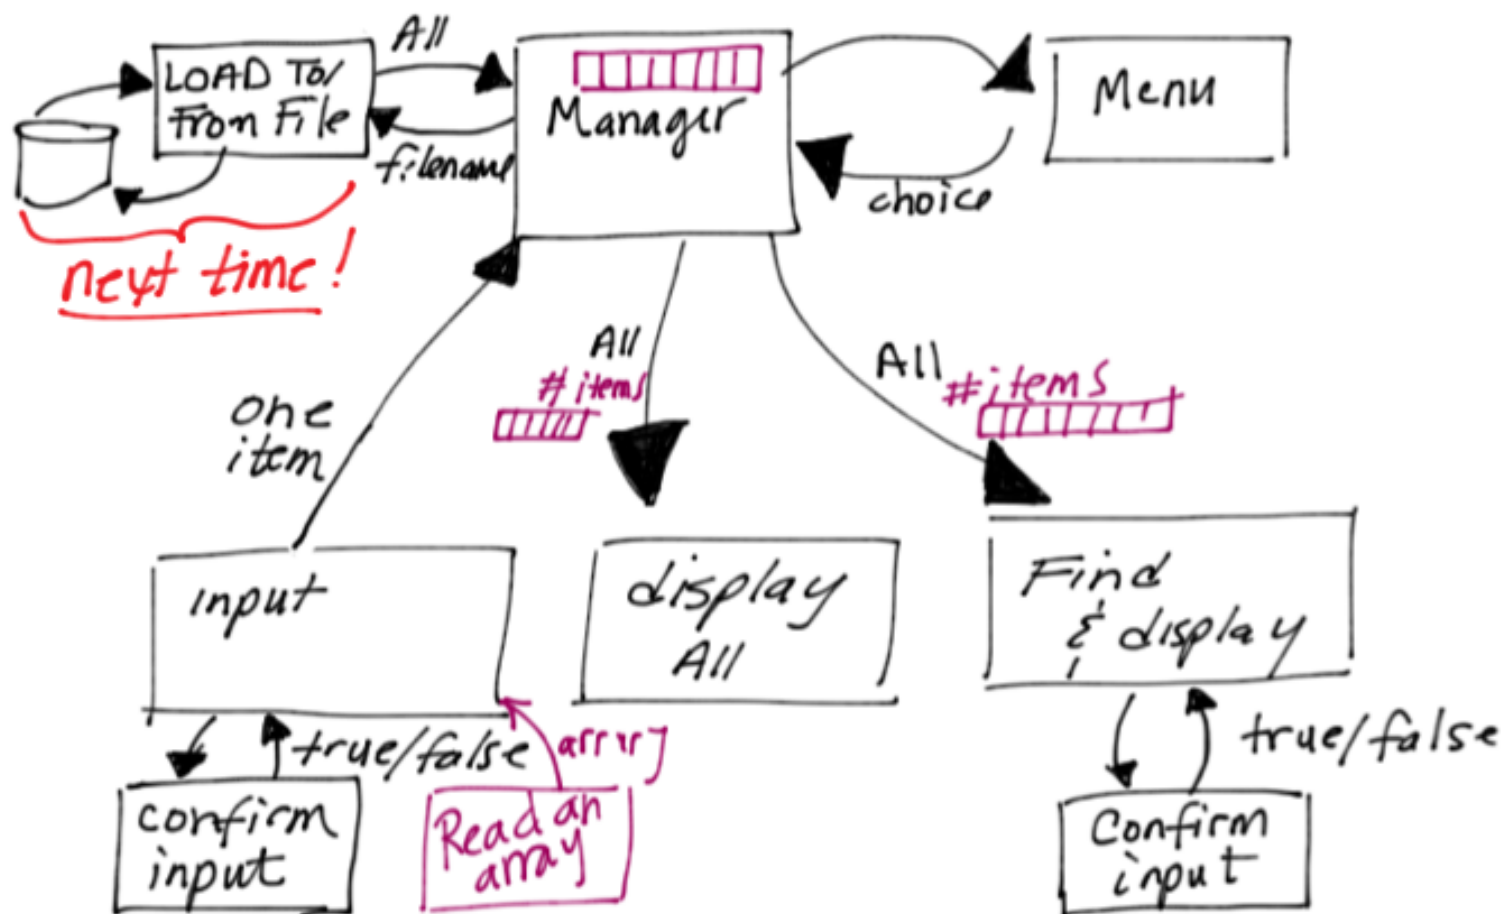 All
LOAD TO/
From File
filename
Manager
Menu
choice
next time!
one
item
All
# items
All
# items
input
display
All
Find
& display
true/false
array
true/false
confirm
input
Read an
array
Confirm
input